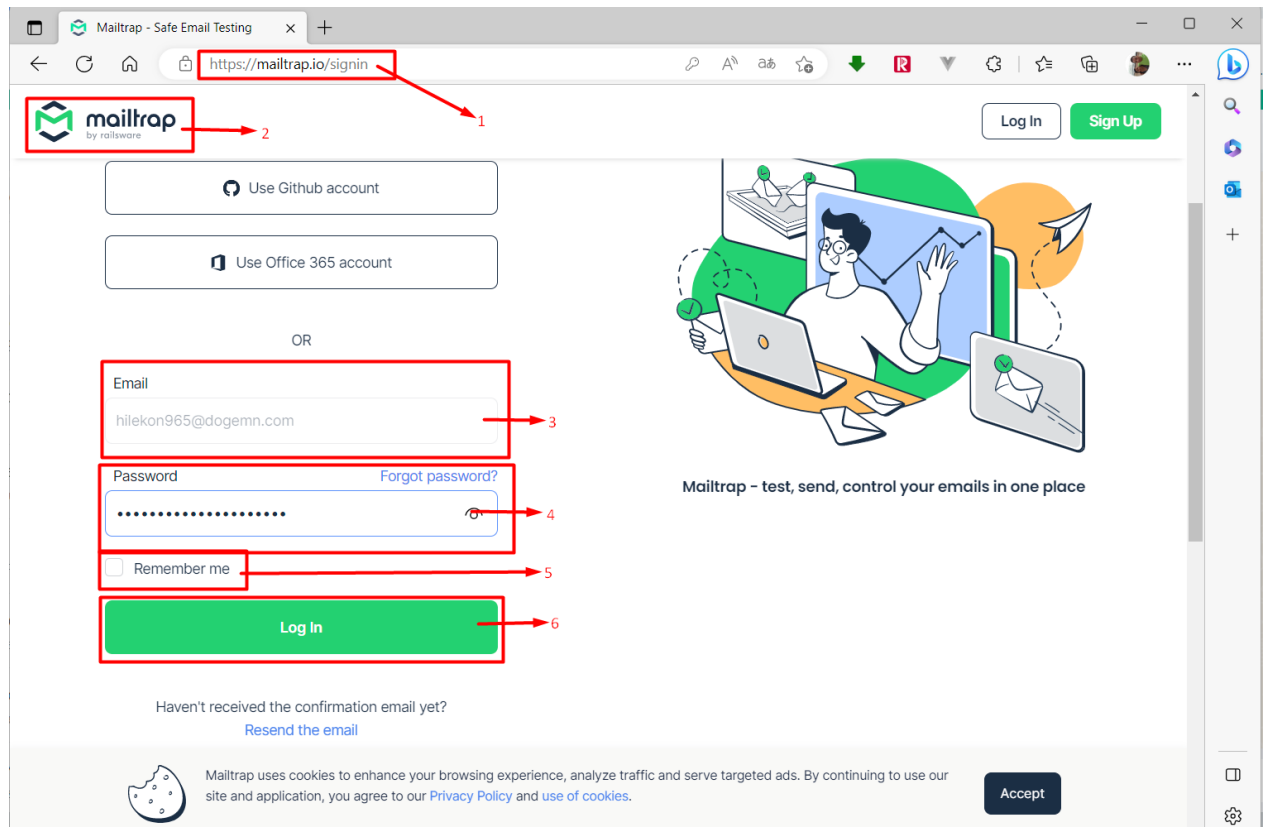 Mailtrap - Safe Email Testing
https://mailtrap.io/signin
1
mailtrap
by railsware
2
Log In
Sign Up
Use Github account
Use Office 365 account
OR
Email
hilekon965@dogemn.com
3
Password
Forgot password?
4
Remember me
5
Log In
6
Haven't received the confirmation email yet?
Resend the email
Mailtrap - test, send, control your emails in one place
Mailtrap uses cookies to enhance your browsing experience, analyze traffic and serve targeted ads. By continuing to use our
site and application, you agree to our Privacy Policy and use of cookies.
Accept